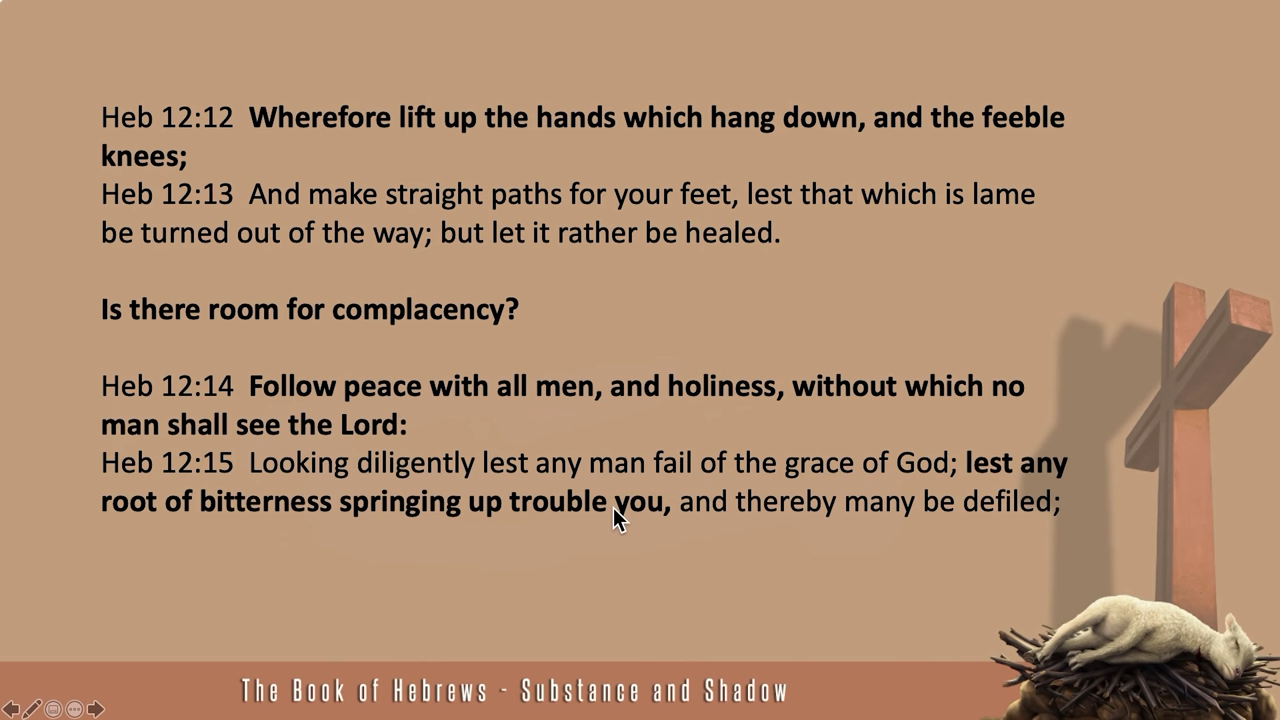 Heb 12:12 Wherefore lift up the hands which hang down, and the feeble
knees;
Heb 12:13 And make straight paths for your feet, lest that which is lame
be turned out of the way; but let it rather be healed.
Is there room for complacency?
Heb 12:14 Follow peace with all men, and holiness, without which no
man shall see the Lord:
Heb 12:15 Looking diligently lest any man fail of the grace of God; lest any
root of bitterness springing up trouble you, and thereby many be defiled;
The Book of Hebrews - Substance and Shadow